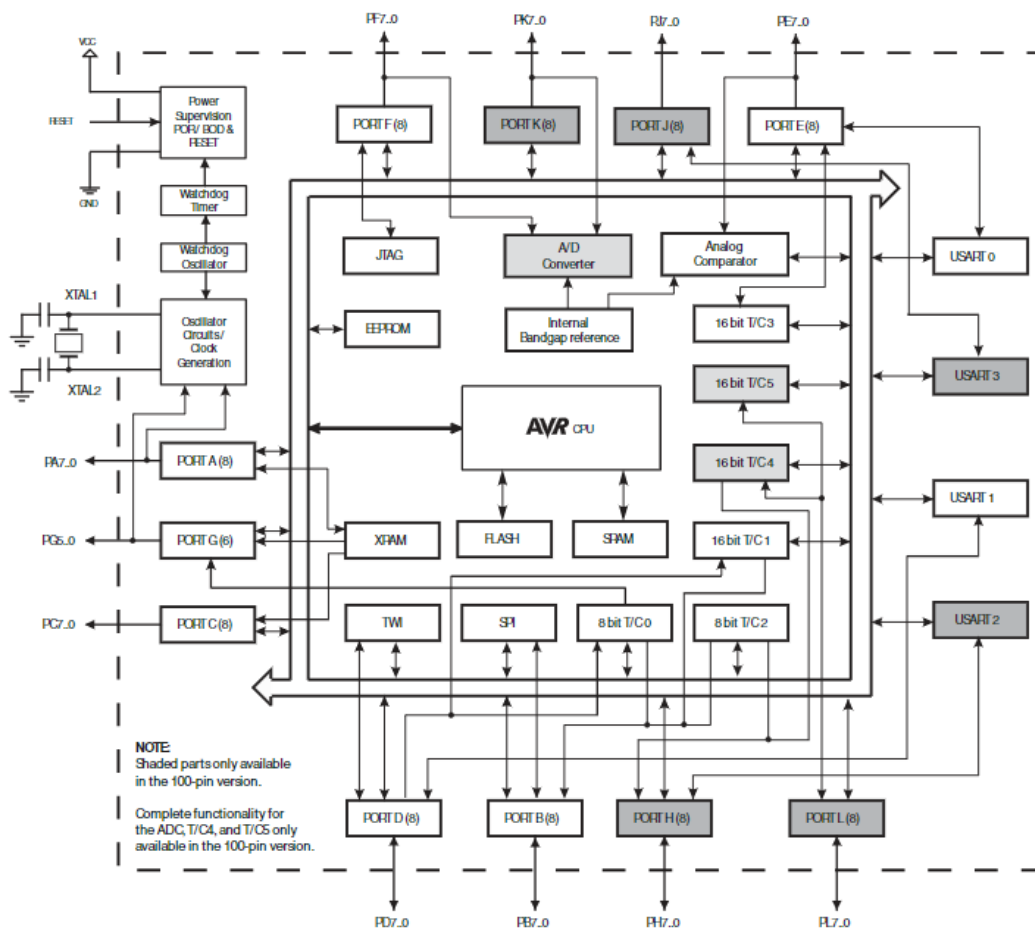 PF7..0
PK7..0
PJ7..0
PE7..0
VCC
RESET
GND
Power
Supervision
POR/ BOD &
RESET
PORT F (8)
PORT K (8)
PORT J (8)
PORT E (8)
Watchdog
Timer
Watchdog
Oscillator
JTAG
A/D
Converter
Analog
Comparator
USART 0
XTAL1
XTAL2
Oscillator
Circuits/
Clock
Generation
EEPROM
Internal
Bandgap reference
16 bit T/C3
16 bit T/C5
USART 3
AVR CPU
PA7..0
PORT A (8)
16 bit T/C4
USART 1
PG5..0
PORT G (6)
XRAM
FLASH
SRAM
16 bit T/C1
PC7..0
PORT C (8)
TWI
SPI
8 bit T/C0
8 bit T/C2
USART 2
NOTE:
Shaded parts only available
in the 100-pin version.
Complete functionality for
the ADC, T/C4, and T/C5 only
available in the 100-pin version.
PORT D (8)
PORT B (8)
PORT H (8)
PORT L (8)
PD7..0
PB7..0
PH7..0
PL7..0